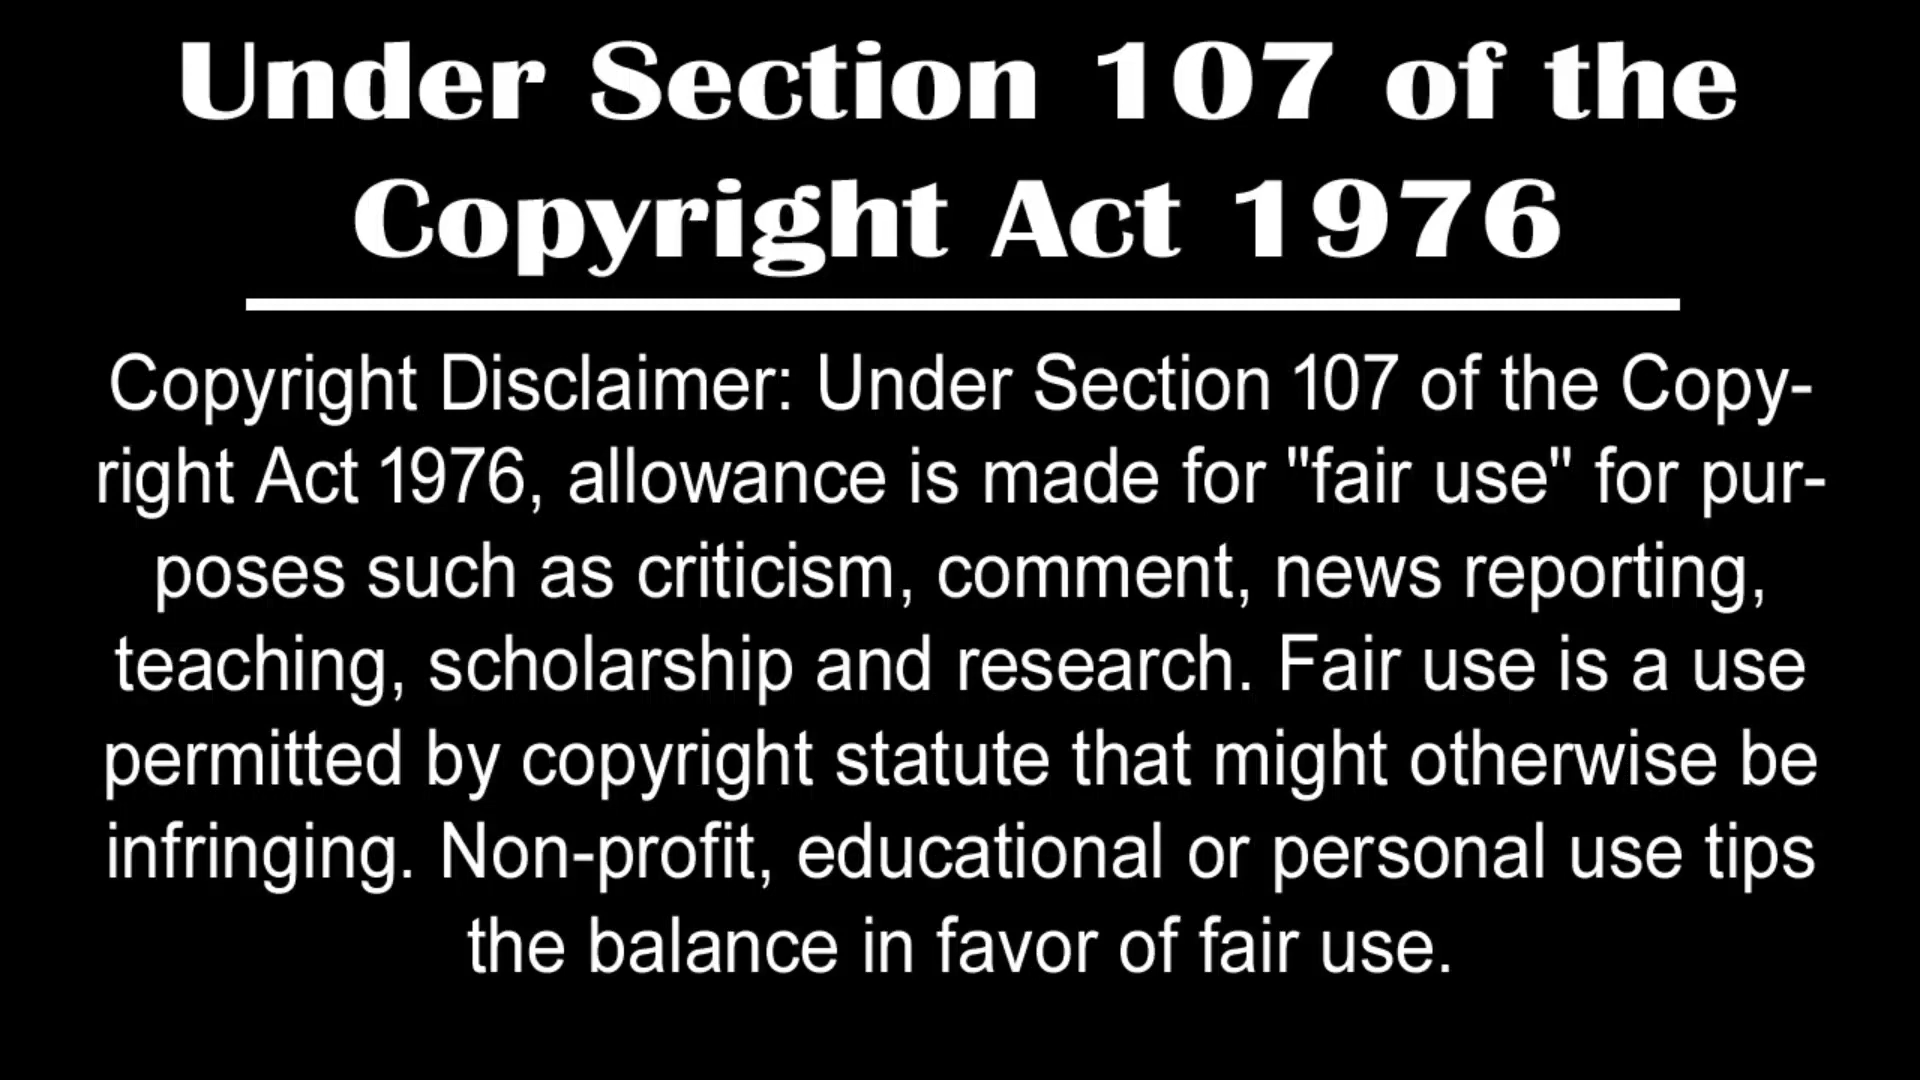 Under Section 107 of the
Copyright Act 1976
Copyright Disclaimer: Under Section 107 of the Copy-
right Act 1976, allowance is made for "fair use" for pur-
poses such as criticism, comment, news reporting,
teaching, scholarship and research. Fair use is a use
permitted by copyright statute that might otherwise be
infringing. Non-profit, educational or personal use tips
the balance in favor of fair use.